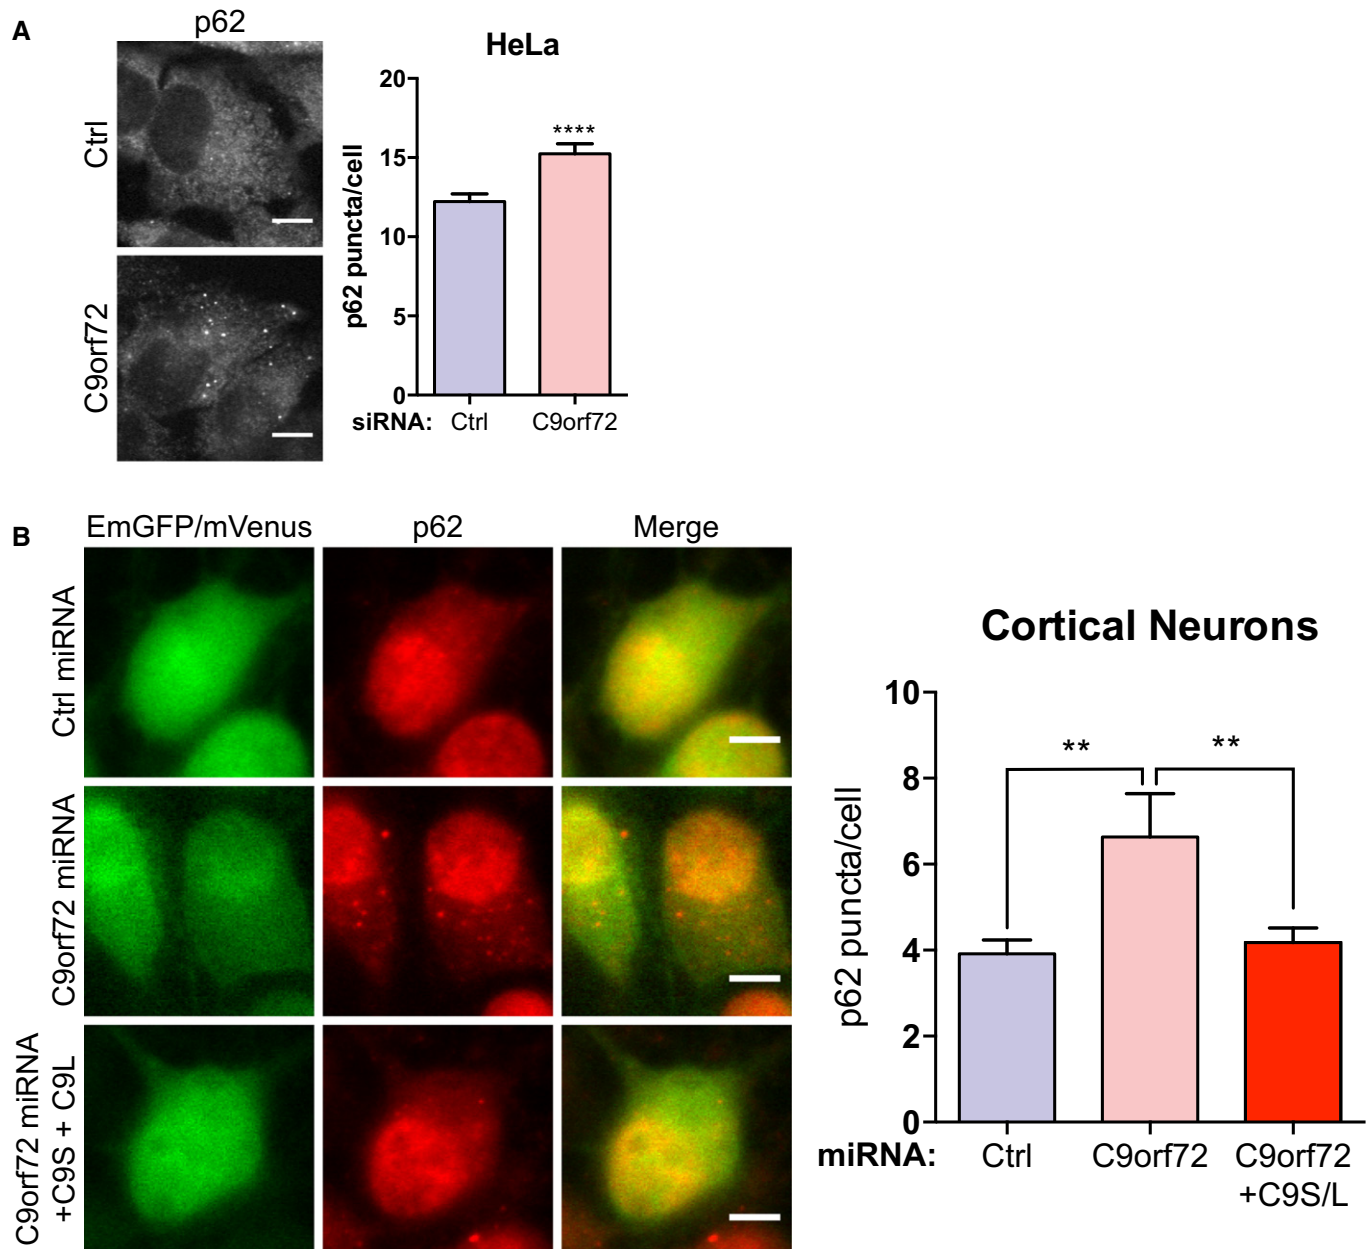 A
p62
Ctrl
C9orf72
HeLa
p62 puncta/cell
20
15
10
5
0
****
siRNA: Ctrl C9orf72
B
EmGFP/mVenus p62 Merge
Ctrl miRNA
C9orf72 miRNA
C9orf72 miRNA
+C9S + C9L
Cortical Neurons
p62 puncta/cell
10
8
6
4
2
0
** **
miRNA: Ctrl C9orf72 C9orf72
+C9S/L